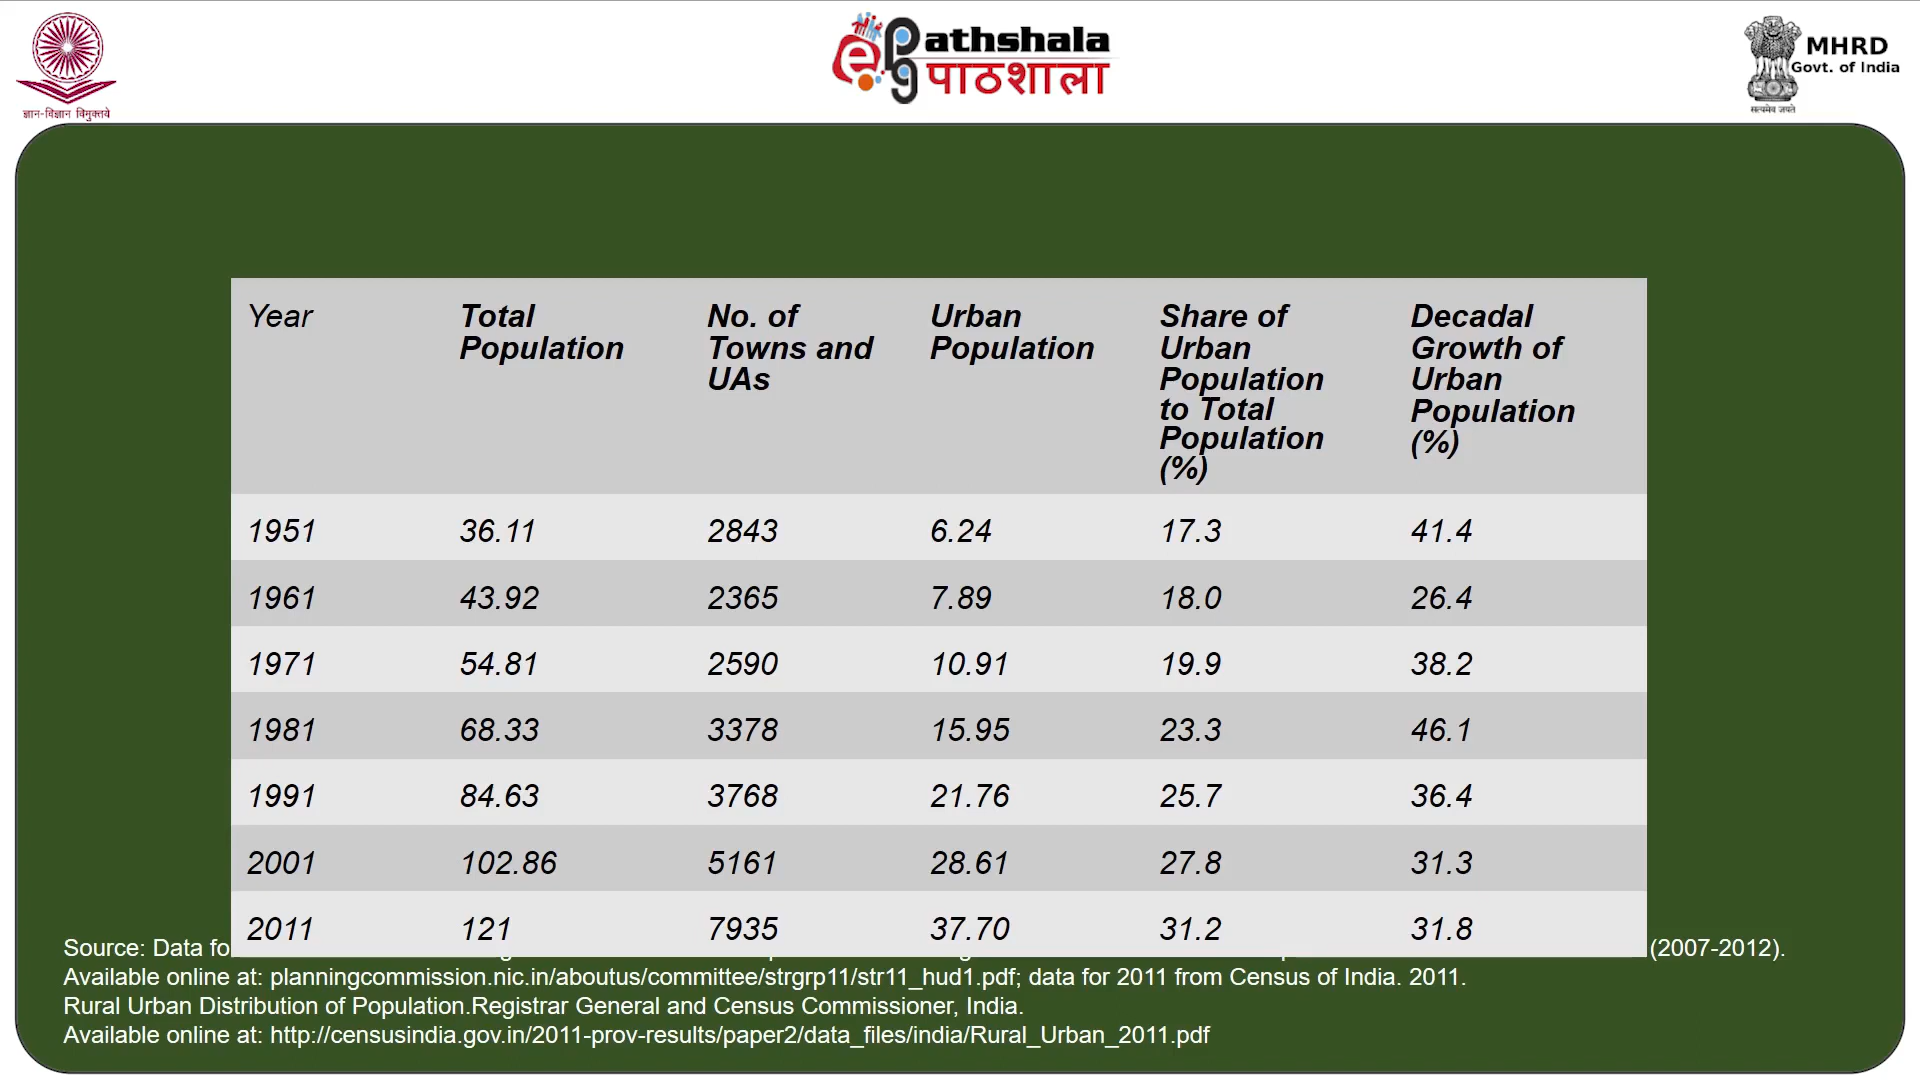 ज्ञान-विज्ञान विमुक्तये
ePG Pathshala
पाठशाला
MHRD
Govt. of India
सत्यमेव जयते
Year Total Population No. of Towns and UAs Urban Population Share of Urban Population to Total Population (%) Decadal Growth of Urban Population (%)
1951 36.11 2843 6.24 17.3 41.4
1961 43.92 2365 7.89 18.0 26.4
1971 54.81 2590 10.91 19.9 38.2
1981 68.33 3378 15.95 23.3 46.1
1991 84.63 3768 21.76 25.7 36.4
2001 102.86 5161 28.61 27.8 31.3
2011 121 7935 37.70 31.2 31.8
Source: Data (2007-2012).
Available online at: planningcommission.nic.in/aboutus/committee/strgrp11/str11_hud1.pdf; data for 2011 from Census of India. 2011.
Rural Urban Distribution of Population.Registrar General and Census Commissioner, India.
Available online at: http://censusindia.gov.in/2011-prov-results/paper2/data_files/india/Rural_Urban_2011.pdf